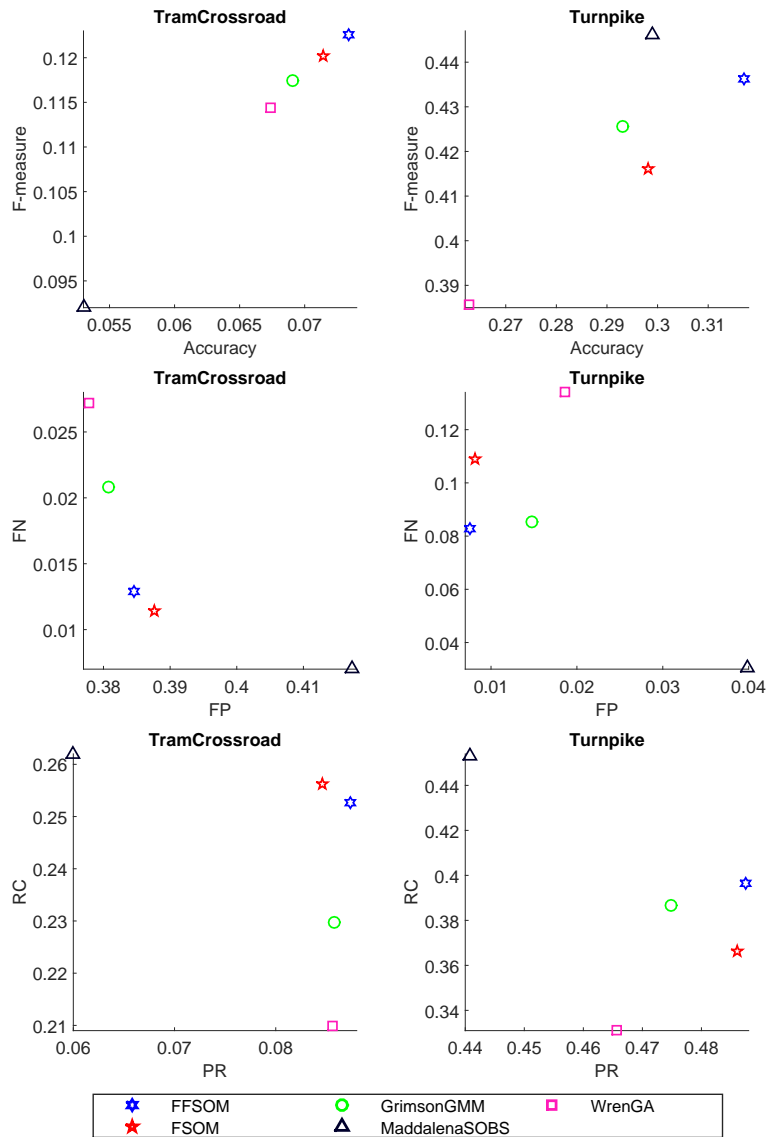 TramCrossroad
Turnpike
0.12
0.115
0.11
0.105
0.1
0.095
F-measure
0.055
0.06
0.065
0.07
Accuracy
0.44
0.43
0.42
0.41
0.4
0.39
F-measure
0.27
0.28
0.29
0.3
0.31
Accuracy
TramCrossroad
Turnpike
0.025
0.02
0.015
0.01
FN
0.38
0.39
0.4
0.41
FP
0.12
0.1
0.08
0.06
0.04
FN
0.01
0.02
0.03
0.04
FP
TramCrossroad
Turnpike
0.26
0.25
0.24
0.23
0.22
0.21
RC
0.06
0.07
0.08
PR
0.44
0.42
0.4
0.38
0.36
0.34
RC
0.44
0.45
0.46
0.47
0.48
PR
FFSOM
GrimsonGMM
WrenGA
FSOM
MaddalenaSOBS